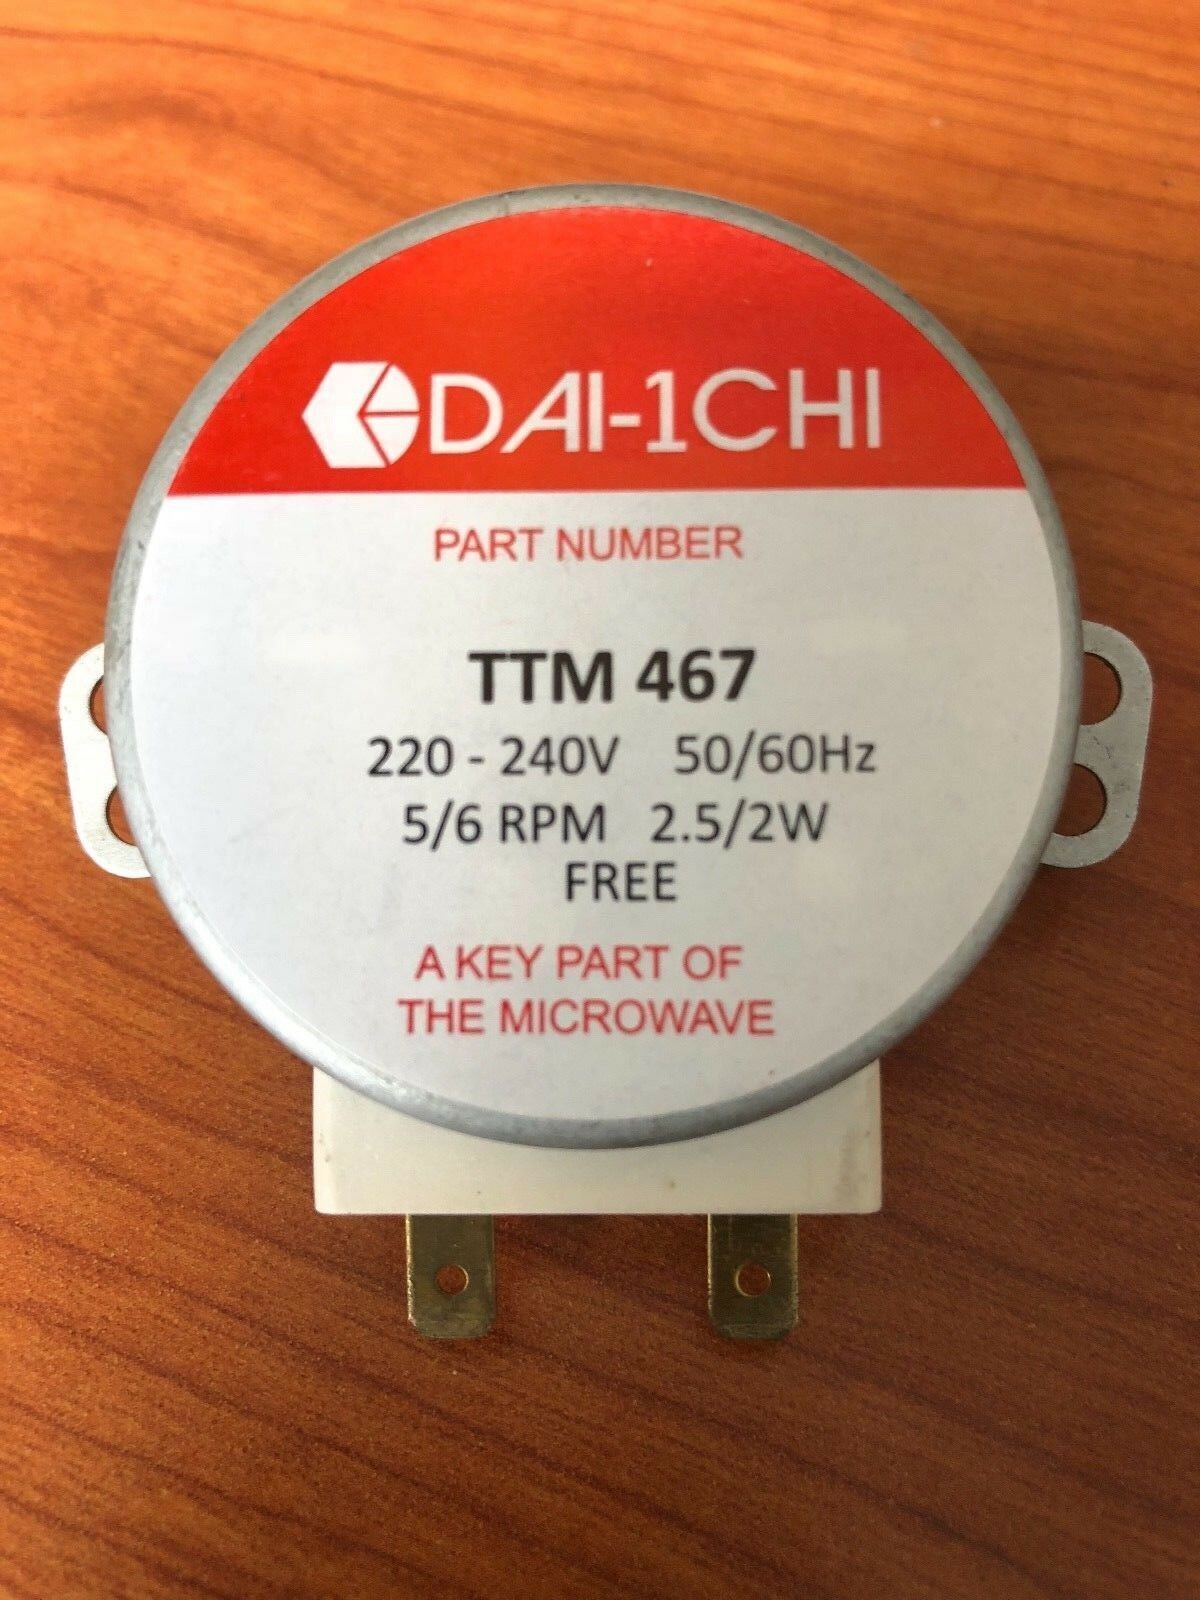 DAI-1CHI
PART NUMBER
TTM 467
220 - 240V 50/60Hz
5/6 RPM 2.5/2W
FREE
A KEY PART OF
THE MICROWAVE